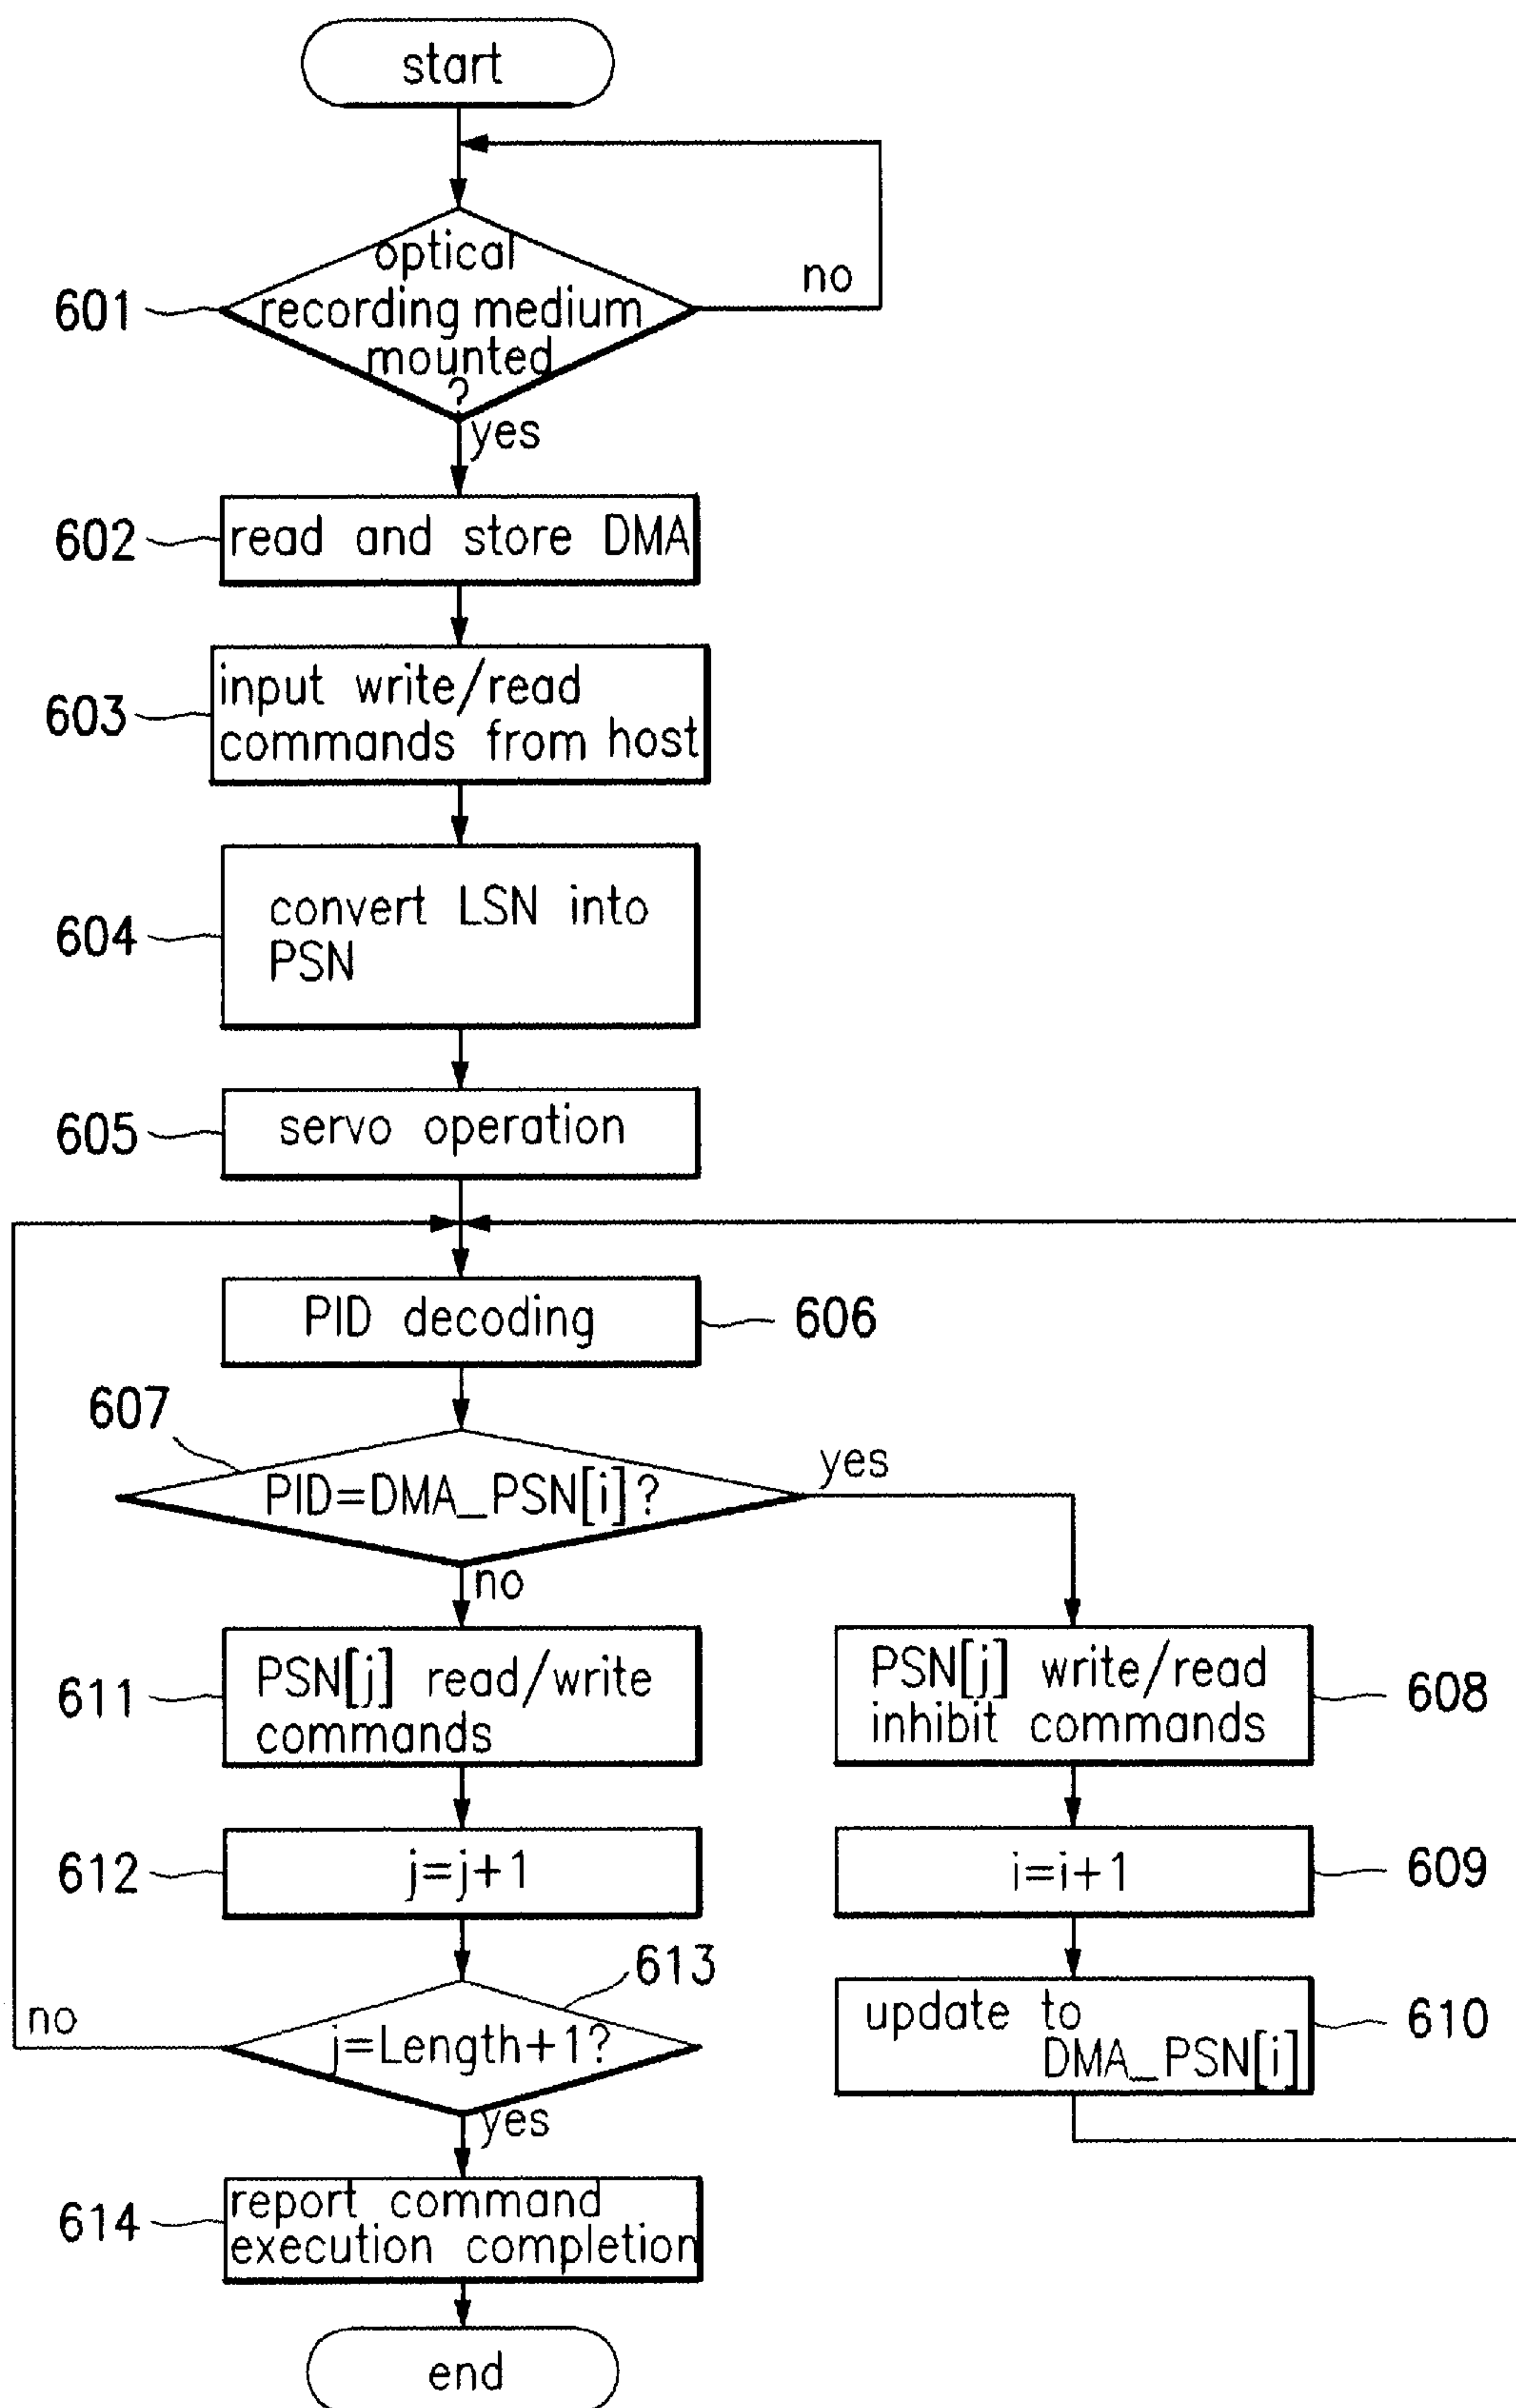 start
optical
recording medium
mounted
?
no
601
yes
602
read and store DMA
603
input write/read
commands from host
604
convert LSN into
PSN
605
servo operation
PID decoding
606
607
PID=DMA_PSN[i]?
yes
no
611
PSN[j] read/write
commands
PSN[j] write/read
inhibit commands
608
612
j=j+1
i=i+1
609
613
no
j=Length+1?
yes
update to
DMA_PSN[i]
610
614
report command
execution completion
end